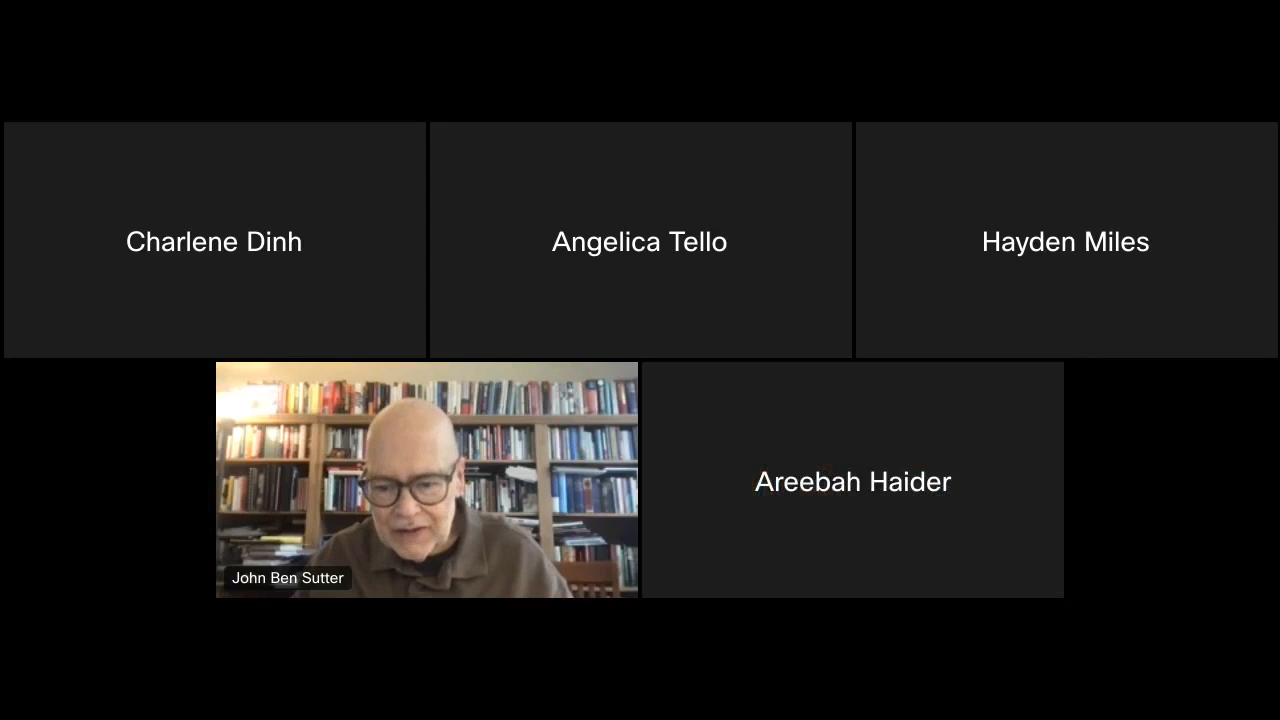 Charlene Dinh
Angelica Tello
Hayden Miles
John Ben Sutter
Areebah Haider